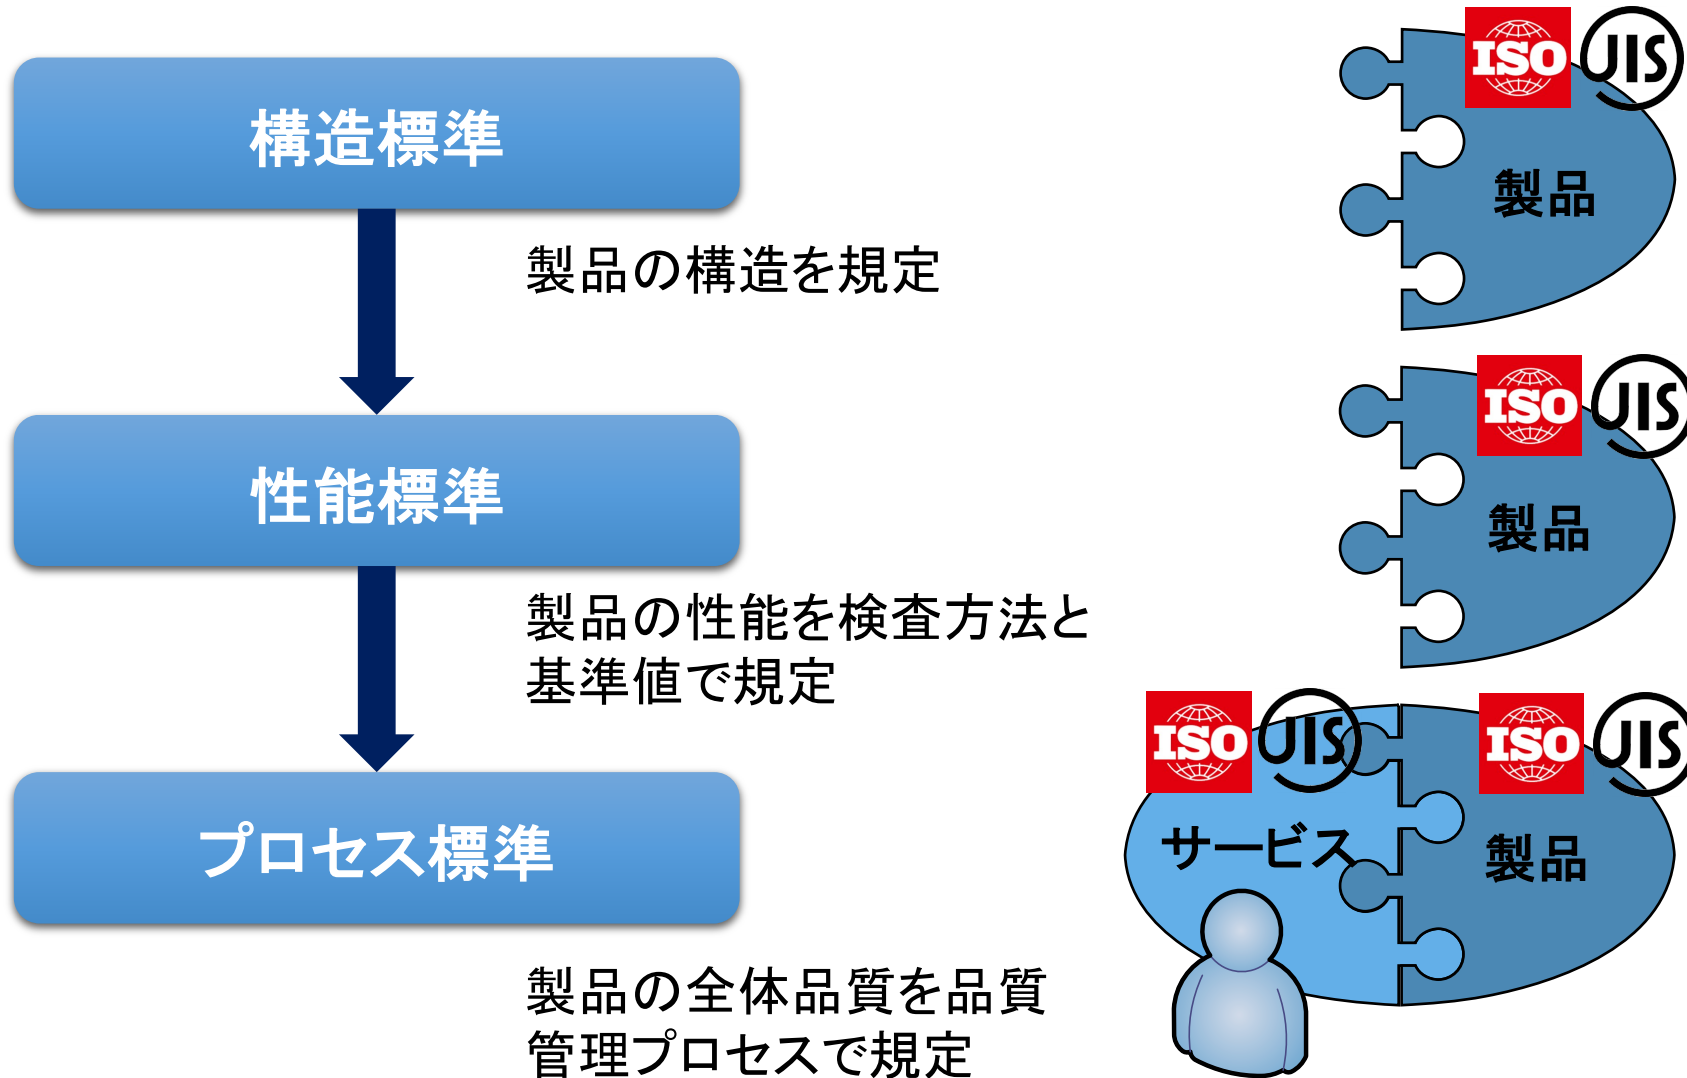 構造標準
製品の構造を規定
ISO JIS
製品
性能標準
製品の性能を検査方法と
基準値で規定
ISO JIS
製品
プロセス標準
製品の全体品質を品質
管理プロセスで規定
ISO JIS
サービス
ISO JIS
製品